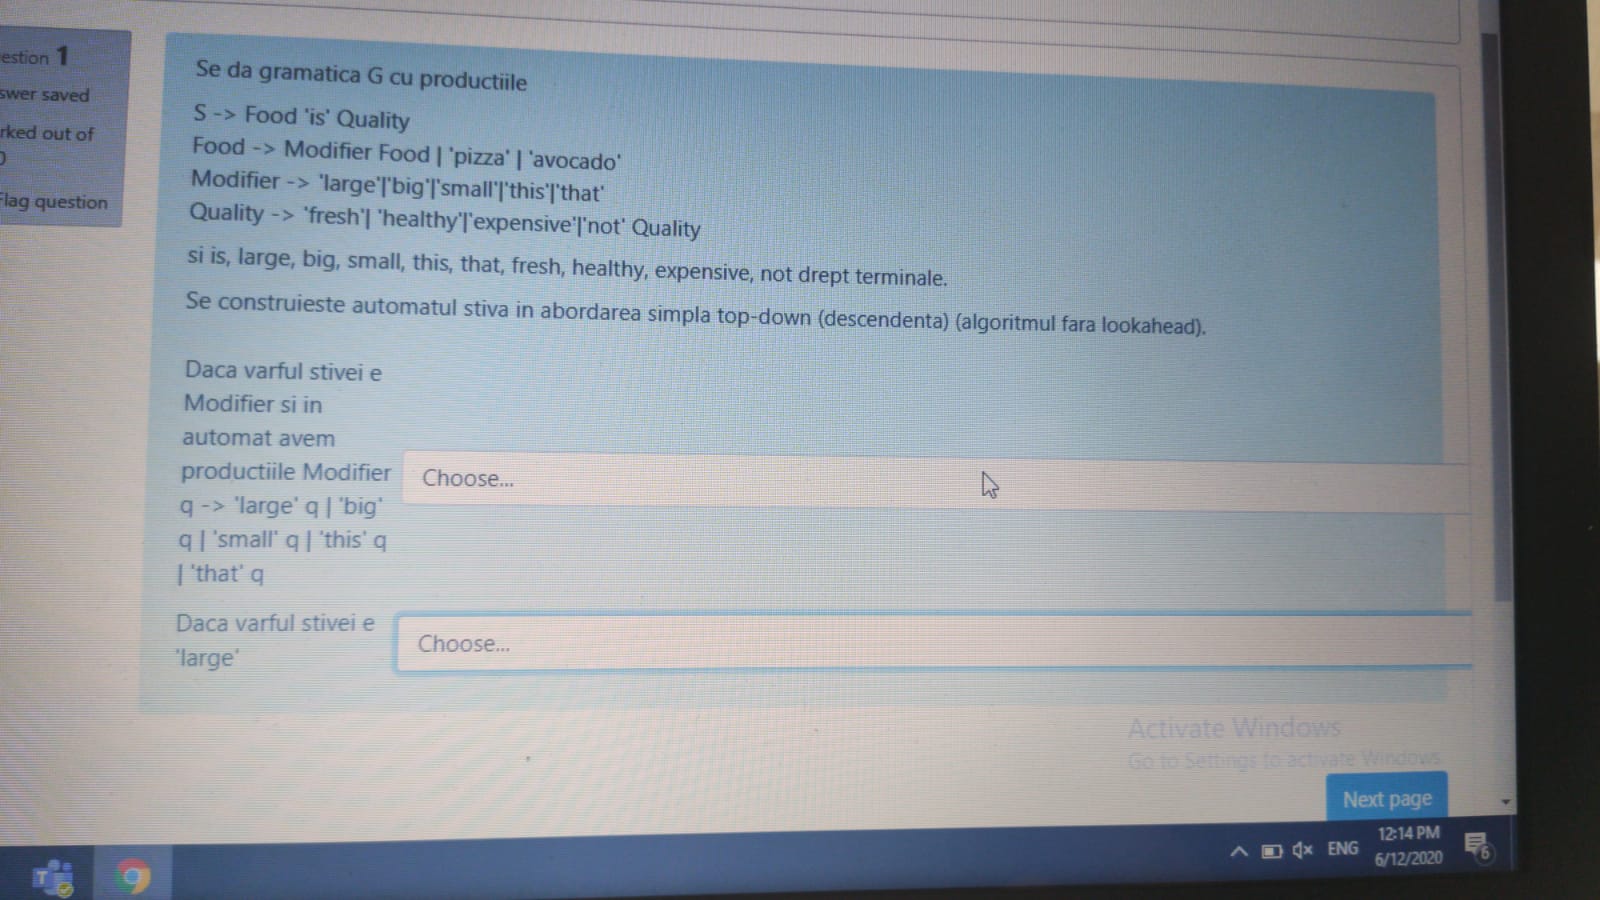 estion 1
swer saved
rked out of
Flag question
Se da gramatica G cu productiile
S -> Food 'is' Quality
Food -> Modifier Food | 'pizza' | 'avocado'
Modifier -> 'large'|'big'|'small'|'this'|'that'
Quality -> 'fresh'| 'healthy'|'expensive'|'not' Quality
si is, large, big, small, this, that, fresh, healthy, expensive, not drept terminale.
Se construieste automatul stiva in abordarea simpla top-down (descendenta) (algoritmul fara lookahead).
Daca varful stivei e
Modifier si in
automat avem
productiile Modifier
q -> 'large' q | 'big'
q | 'small' q | 'this' q
| 'that' q
Choose...
Daca varful stivei e
'large'
Choose...
Activate Windows
Go to Settings to activate Windows.
Next page
T
ENG
12:14 PM
6/12/2020
6